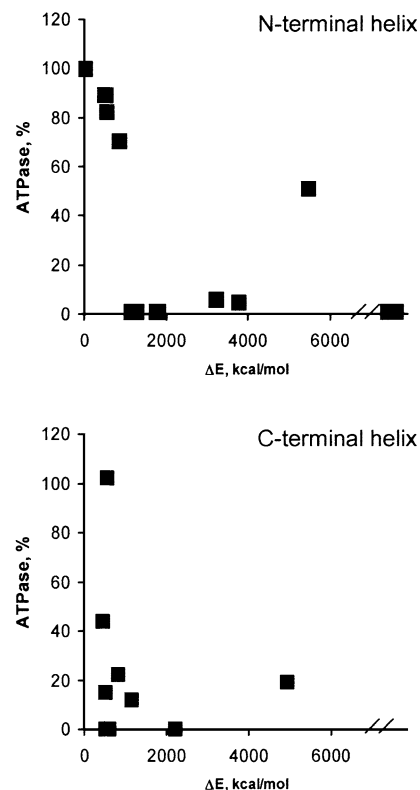 N-terminal helix
120
100
80
60
40
20
0
ATPase, %
0 2000 4000 6000
ΔE, kcal/mol
C-terminal helix
120
100
80
60
40
20
0
ATPase, %
0 2000 4000 6000
ΔE, kcal/mol